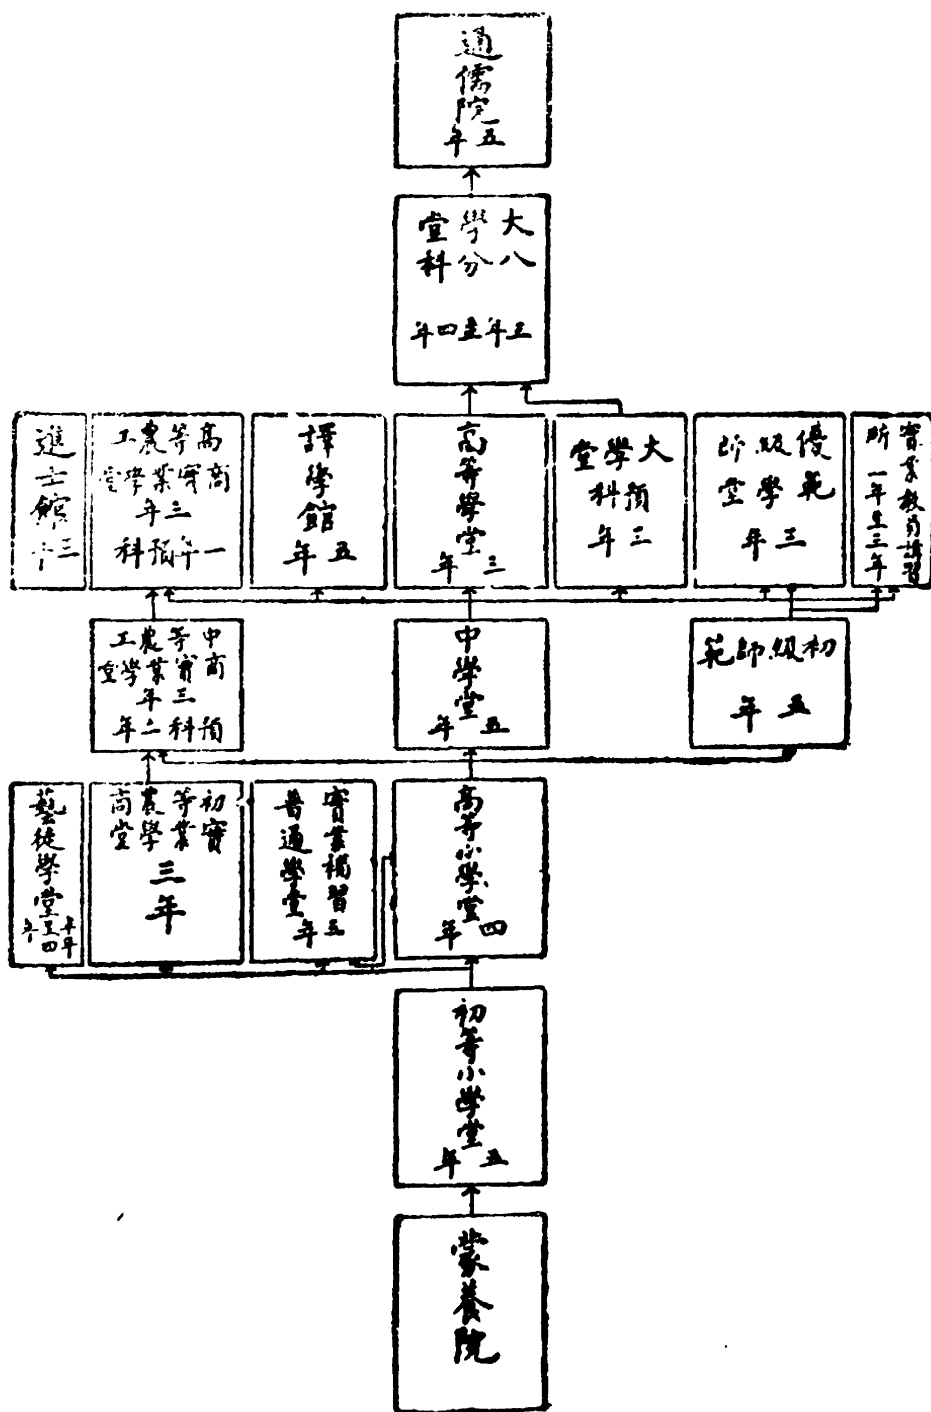 通儒院
五年
大學堂
八分科
三年至四年
進士館
高等農工
商實業學堂
三年
一年預科
譯學館
五年
高等學堂
三年
大學堂
預科
三年
優級師
範學堂
三年
實業教員講習
所一年至三年
中等農工
商實業學堂
三年
預科二年
中學堂
五年
初級師範
五年
藝徒學堂
初等農商
實業學堂
三年
實業補習
普通學堂
高等小學堂
四年
初等小學堂
五年
蒙養院